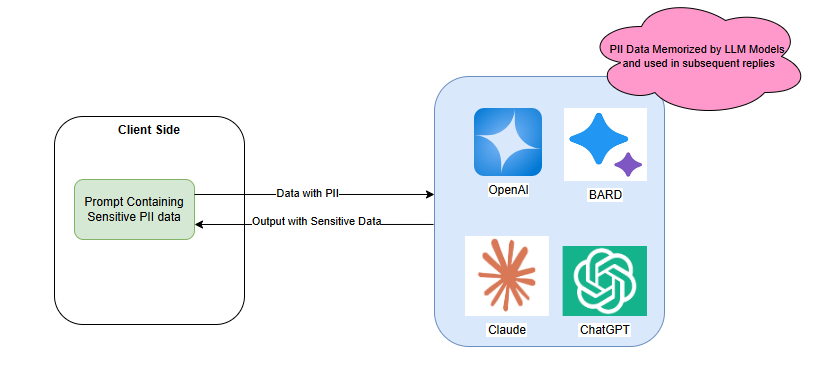 PII Data Memorized by LLM Models
and used in subsequent replies
Client Side
Prompt Containing
Sensitive PII data
Data with PII
Output with Sensitive Data
OpenAI
BARD
Claude
ChatGPT